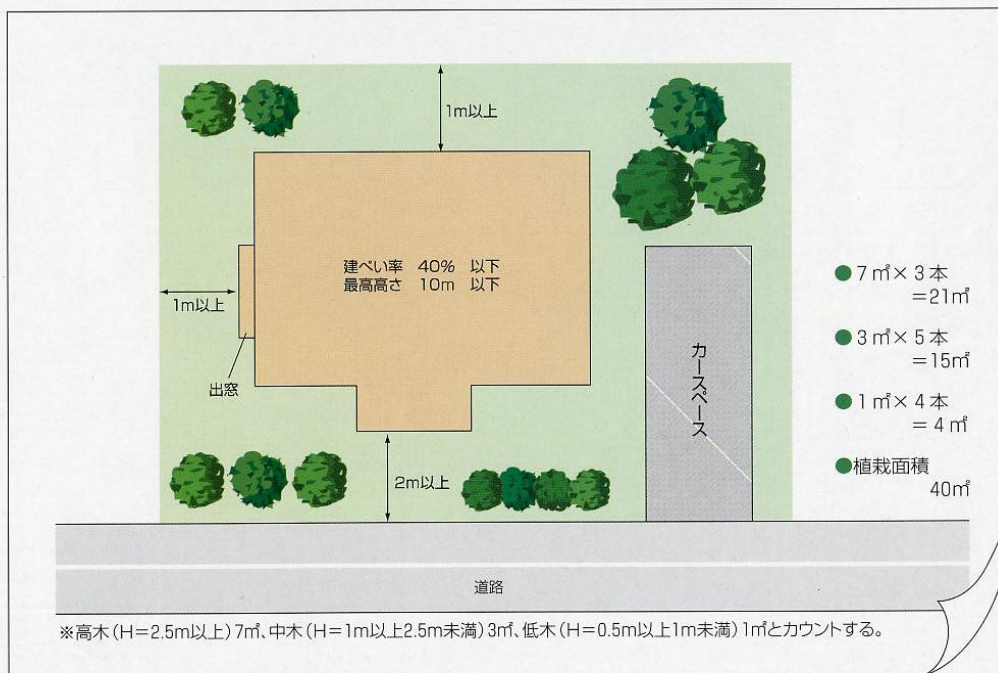 1m以上
建ぺい率 40% 以下
最高高さ 10m 以下
1m以上
出窓
カースペース
2m以上
道路
●7㎡×3本
=21㎡
●3㎡×5本
=15㎡
●1㎡×4本
=4㎡
●植栽面積
40㎡
※高木(H=2.5m以上)7㎡、中木(H=1m以上2.5m未満)3㎡、低木(H=0.5m以上1m未満)1㎡とカウントする。